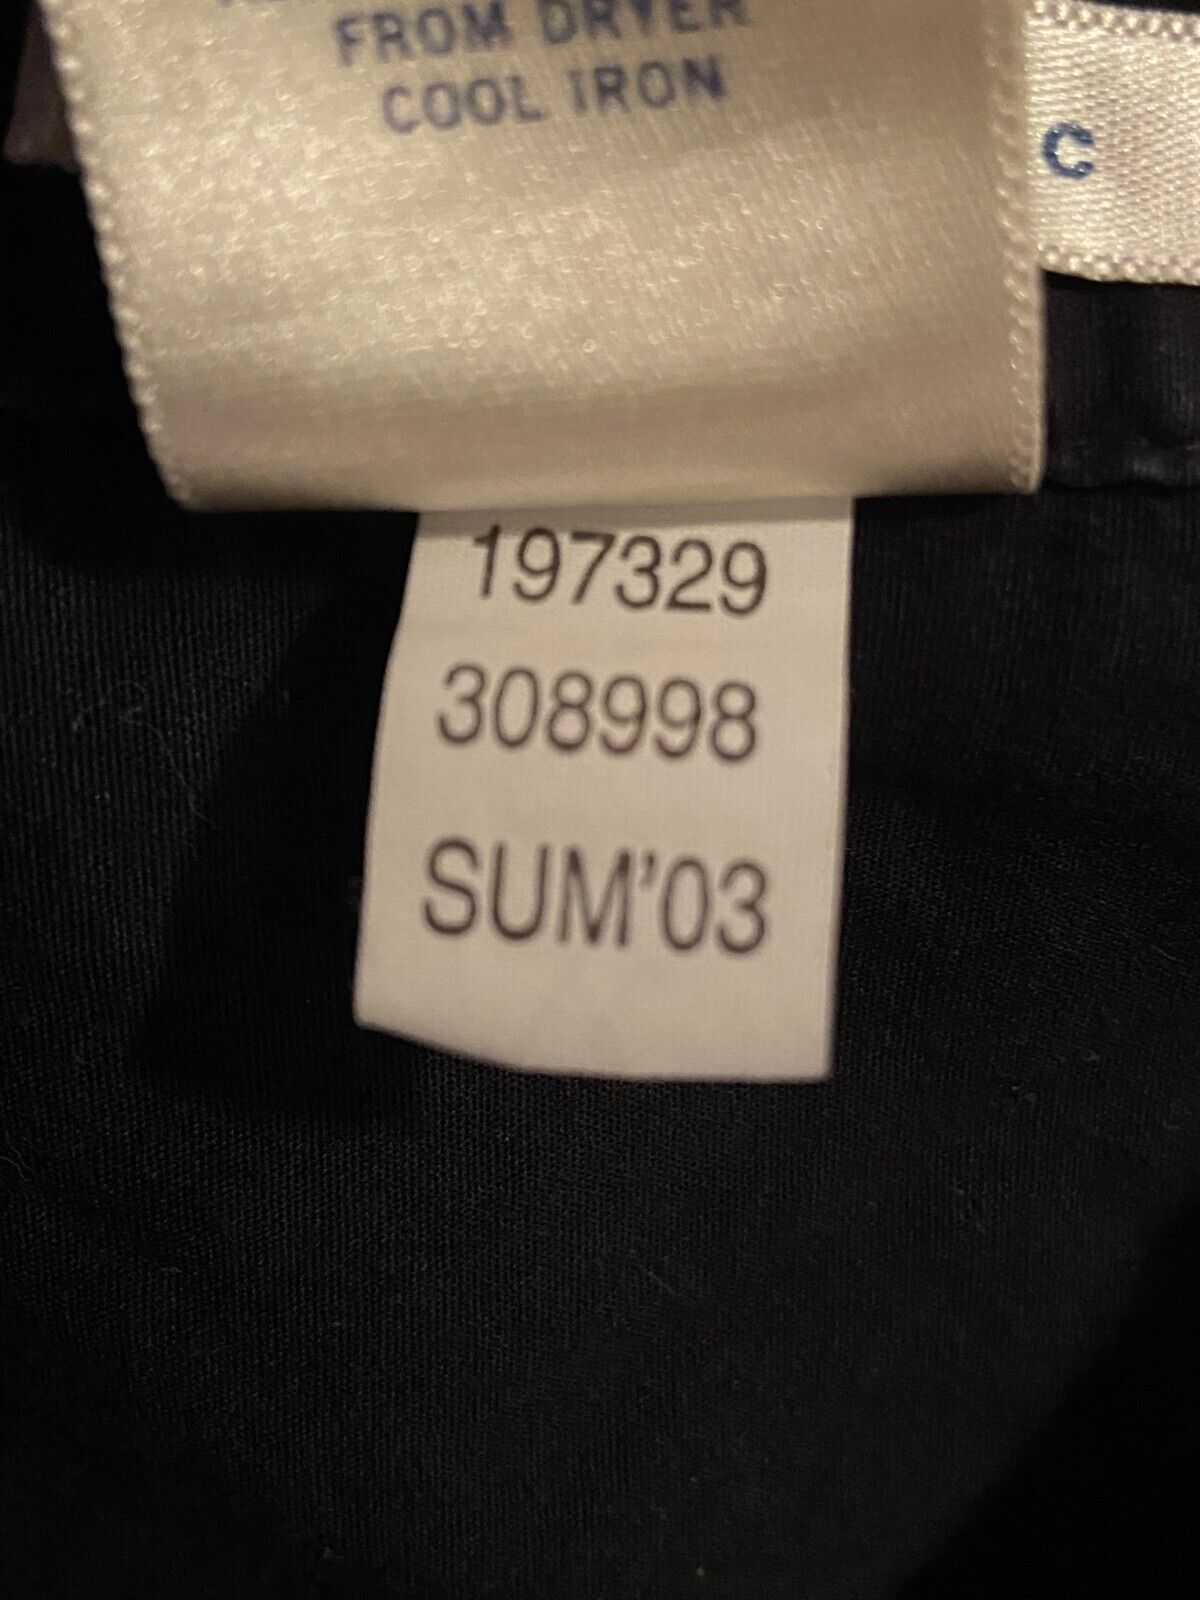 FROM DRYER
COOL IRON
C
197329
308998
SUM'03